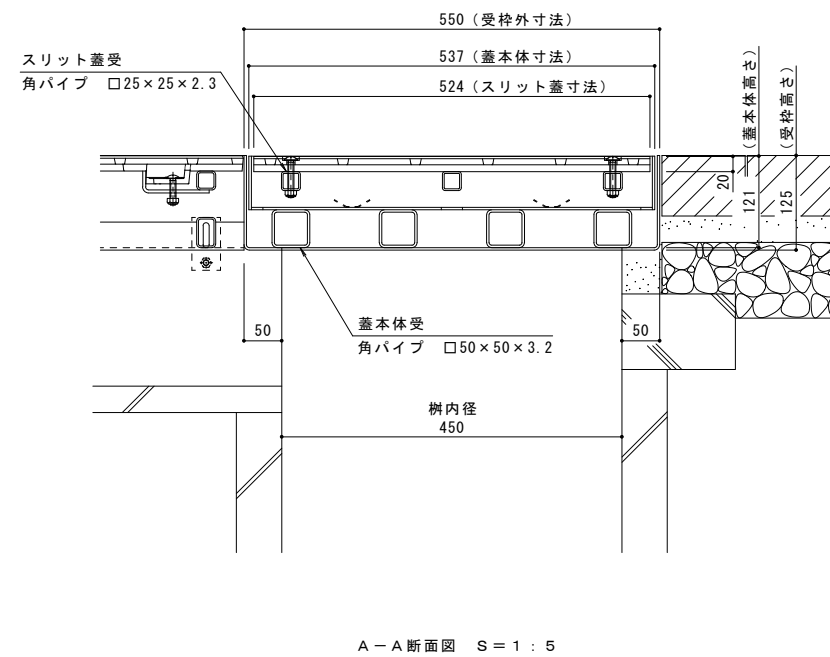 550（受枠外寸法）
スリット蓋受
角パイプ　□25×25×2.3
537（蓋本体寸法）
524（スリット蓋寸法）
20
121
（蓋本体高さ）
125
（受枠高さ）
50
蓋本体受
角パイプ　□50×50×3.2
50
桝内径
450
A－A断面図　S＝1：5